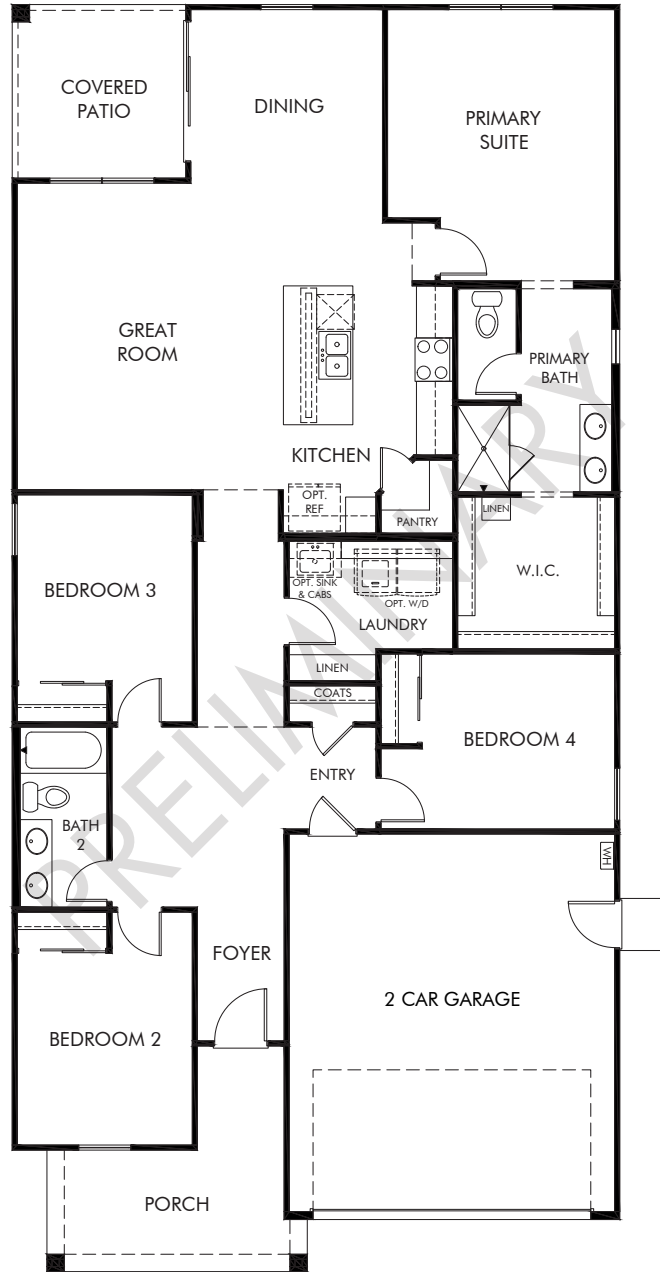 COVERED
PATIO
DINING
PRIMARY
SUITE
GREAT
ROOM
PRIMARY
BATH
KITCHEN
OPT.
REF
PANTRY
LINEN
BEDROOM 3
OPT. SINK
& CABS
OPT. W/D
LAUNDRY
W.I.C.
LINEN
COATS
BEDROOM 4
ENTRY
BATH
2
WH
FOYER
2 CAR GARAGE
BEDROOM 2
PORCH
PRELIMINARY